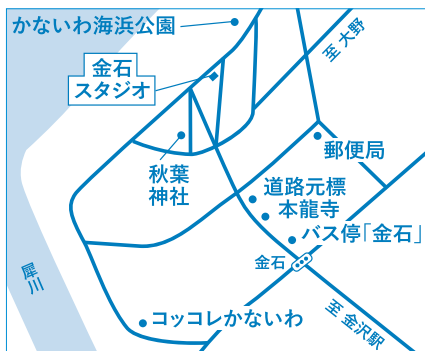 かないわ海浜公園
至 大野
金石
スタジオ
郵便局
秋葉
神社
道路元標
本龍寺
バス停「金石」
金石
犀川
コッコレかないわ
至 金沢駅